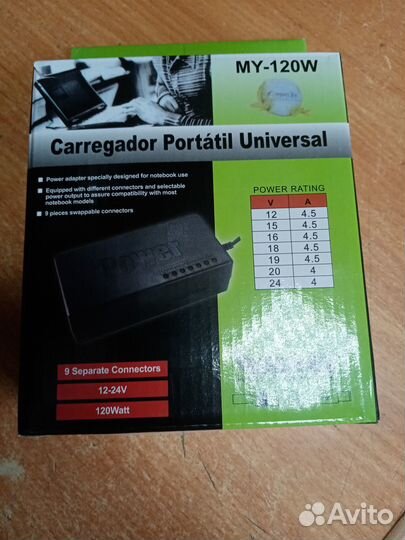 MY-120W
Carregador Portátil Universal
Power adapter specially designed for notebook use
Equipped with different connectors and selectable
power output to assure compatibility with most
notebook models
9 pieces swappable connectors
POWER RATING
V A
12 4.5
15 4.5
16 4.5
18 4.5
19 4.5
20 4
24 4
Power
9 Separate Connectors
12-24V
120Watt
Avito